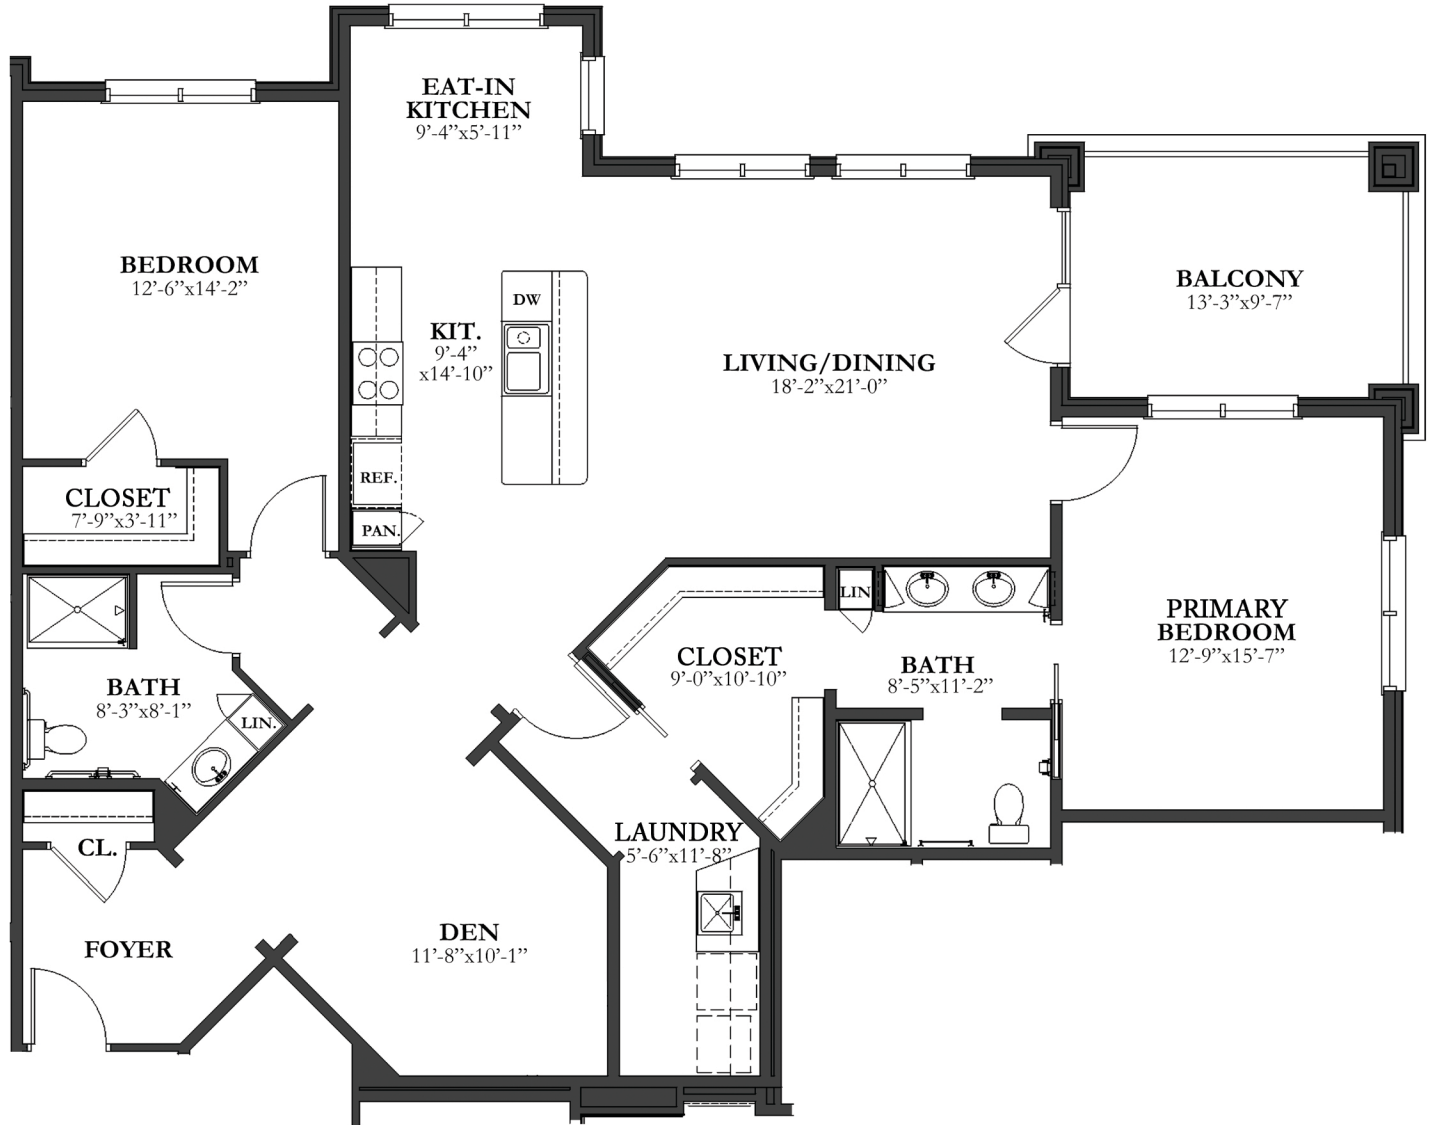 EAT-IN
KITCHEN
9'-4”x5'-11”
BEDROOM
12'-6”x14'-2”
BALCONY
13'-3”x9'-7”
DW
KIT.
9'-4”
x14'-10”
LIVING/DINING
18'-2”x21'-0”
REF.
PAN.
CLOSET
7'-9”x3'-11”
LIN
PRIMARY
BEDROOM
12'-9”x15'-7”
CLOSET
9'-0”x10'-10”
BATH
8'-5”x11'-2”
BATH
8'-3”x8'-1”
LIN.
CL.
LAUNDRY
5'-6”x11'-8”
FOYER
DEN
11'-8”x10'-1”